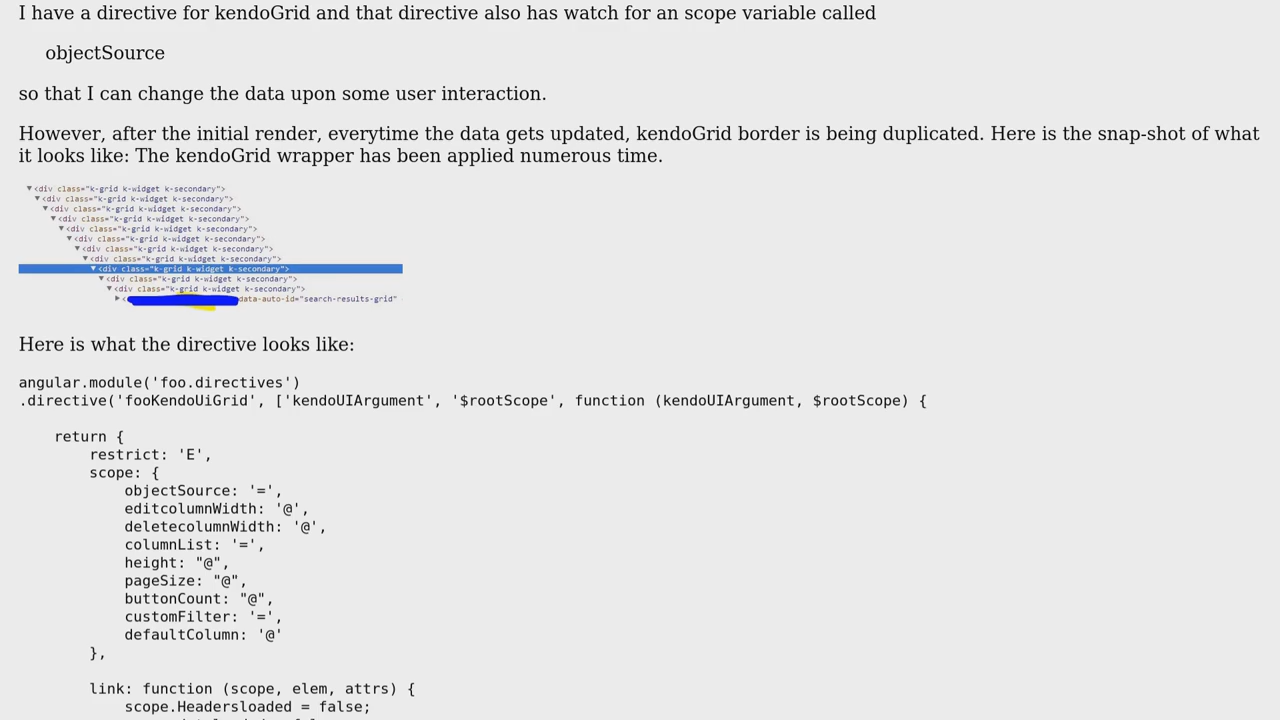 I have a directive for kendoGrid and that directive also has watch for an scope variable called
objectSource
so that I can change the data upon some user interaction.
However, after the initial render, everytime the data gets updated, kendoGrid border is being duplicated. Here is the snap-shot of what
it looks like: The kendoGrid wrapper has been applied numerous time.
▼<div class="k-grid k-widget k-secondary">
▼<div class="k-grid k-widget k-secondary">
▼<div class="k-grid k-widget k-secondary">
▼<div class="k-grid k-widget k-secondary">
▼<div class="k-grid k-widget k-secondary">
▼<div class="k-grid k-widget k-secondary">
▼<div class="k-grid k-widget k-secondary">
▼<div class="k-grid k-widget k-secondary">
▼<div class="k-grid k-widget k-secondary">
▼<div class="k-grid k-widget k-secondary">
▼<div class="k-grid k-widget k-secondary">
▶< data-auto-id="search-results-grid"
Here is what the directive looks like:
angular.module('foo.directives')
.directive('fooKendoUiGrid', ['kendoUIArgument', '$rootScope', function (kendoUIArgument, $rootScope) {
return {
restrict: 'E',
scope: {
objectSource: '=',
editcolumnWidth: '@',
deletecolumnWidth: '@',
columnList: '=',
height: "@",
pageSize: "@",
buttonCount: "@",
customFilter: '=',
defaultColumn: '@'
},
link: function (scope, elem, attrs) {
scope.Headersloaded = false;